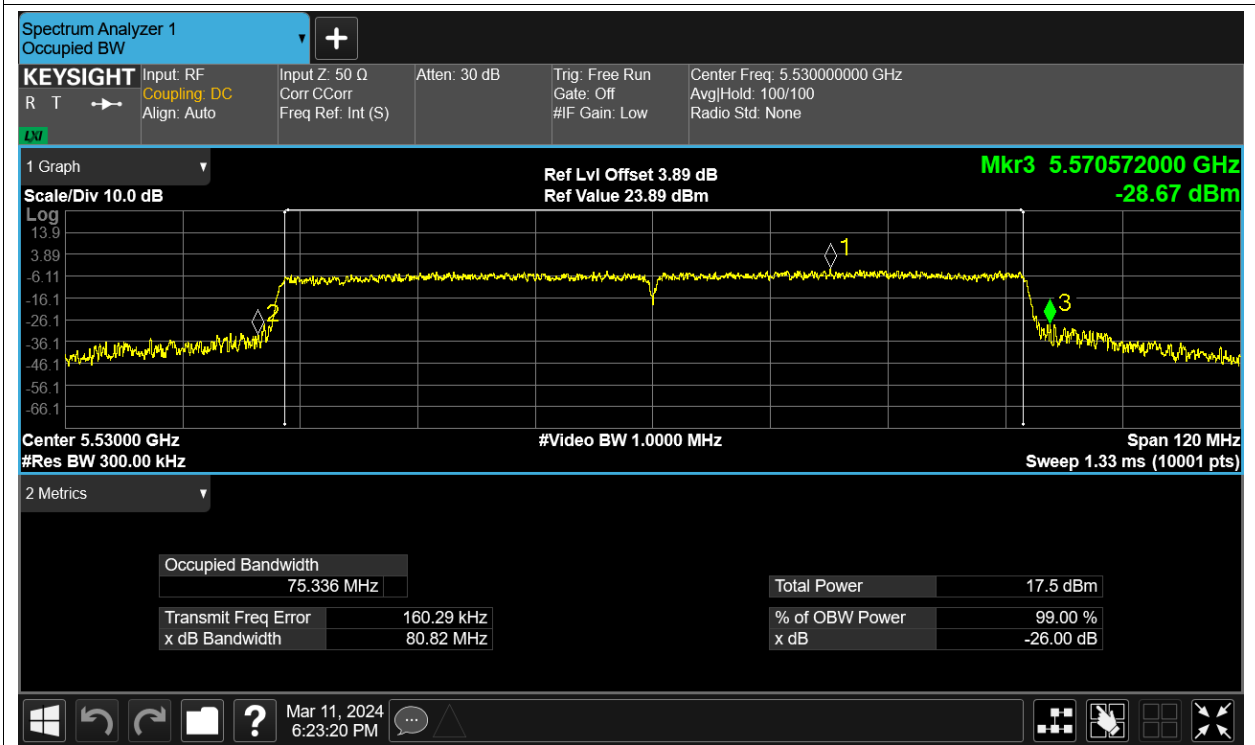 Spectrum Analyzer 1
Occupied BW
KEYSIGHT
R T
LXI
Input: RF
Coupling: DC
Align: Auto
Input Z: 50 Ω
Corr CCorr
Freq Ref: Int (S)
Atten: 30 dB
Trig: Free Run
Gate: Off
#IF Gain: Low
Center Freq: 5.530000000 GHz
Avg|Hold: 100/100
Radio Std: None
1 Graph
Scale/Div 10.0 dB
Ref Lvl Offset 3.89 dB
Ref Value 23.89 dBm
Mkr3 5.570572000 GHz
-28.67 dBm
Log
13.9
3.89
-6.11
-16.1
-26.1
-36.1
-46.1
-56.1
-66.1
1
2
3
Center 5.53000 GHz
#Res BW 300.00 kHz
#Video BW 1.0000 MHz
Span 120 MHz
Sweep 1.33 ms (10001 pts)
2 Metrics
Occupied Bandwidth
75.336 MHz
Transmit Freq Error 160.29 kHz
x dB Bandwidth 80.82 MHz
Total Power 17.5 dBm
% of OBW Power 99.00 %
x dB -26.00 dB
?
Mar 11, 2024
6:23:20 PM